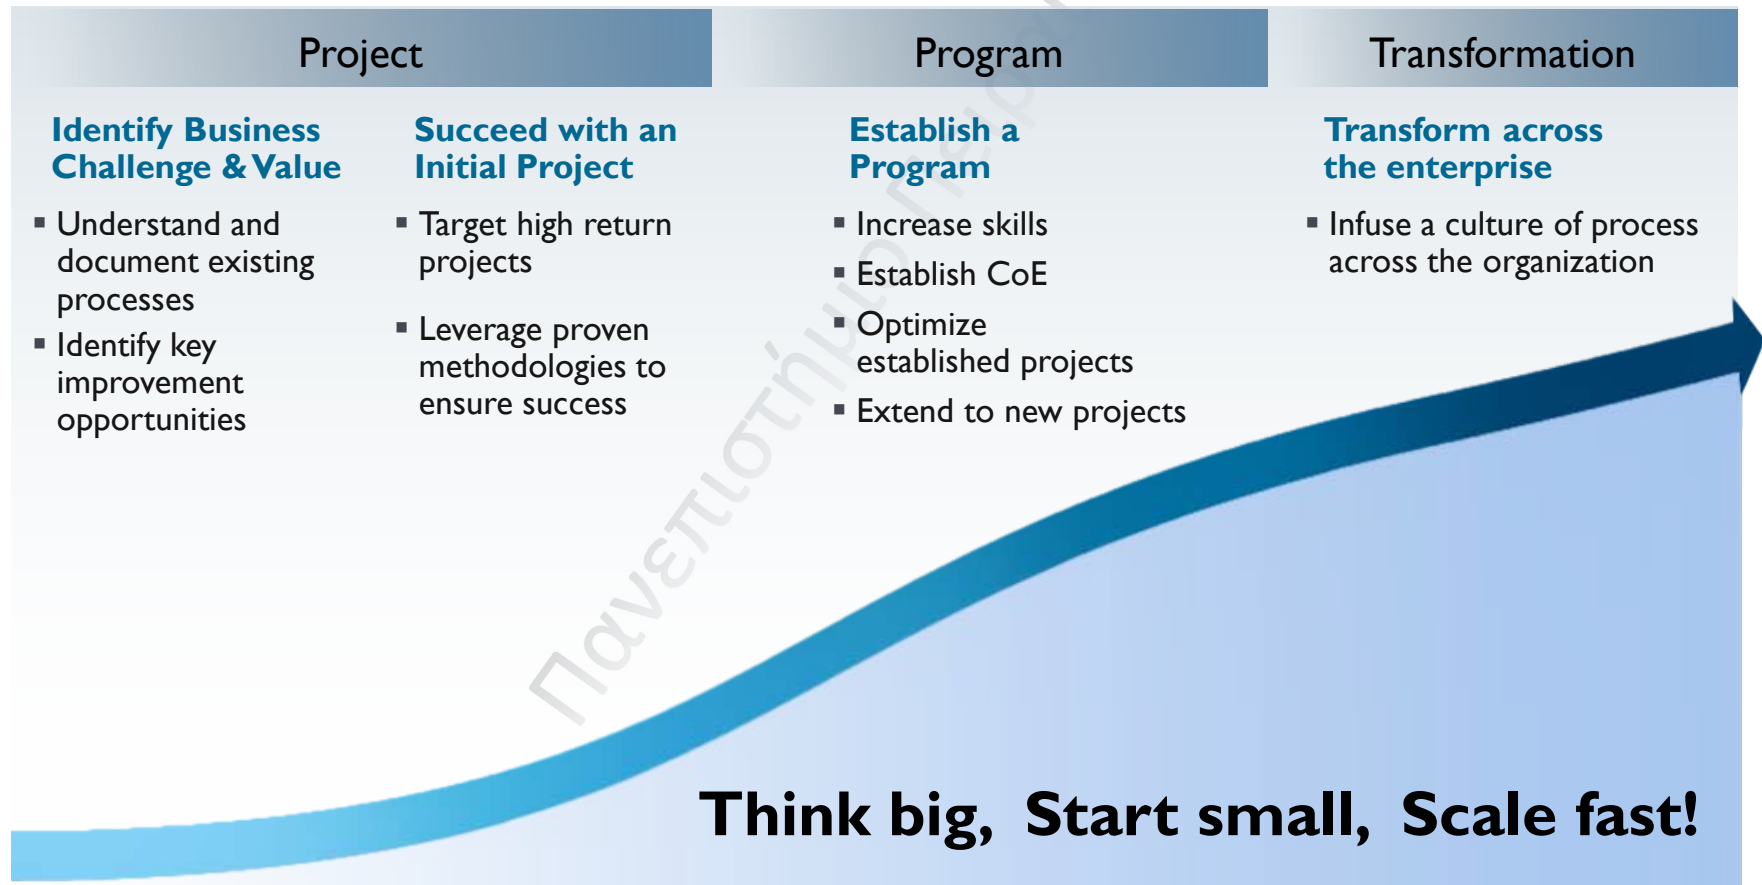 Project
Program
Transformation
Identify Business
Challenge & Value
▪ Understand and
document existing
processes
▪ Identify key
improvement
opportunities
Succeed with an
Initial Project
▪ Target high return
projects
▪ Leverage proven
methodologies to
ensure success
Establish a
Program
▪ Increase skills
▪ Establish CoE
▪ Optimize
established projects
▪ Extend to new projects
Transform across
the enterprise
▪ Infuse a culture of process
across the organization
Think big, Start small, Scale fast!
Πανεπιστήμιο